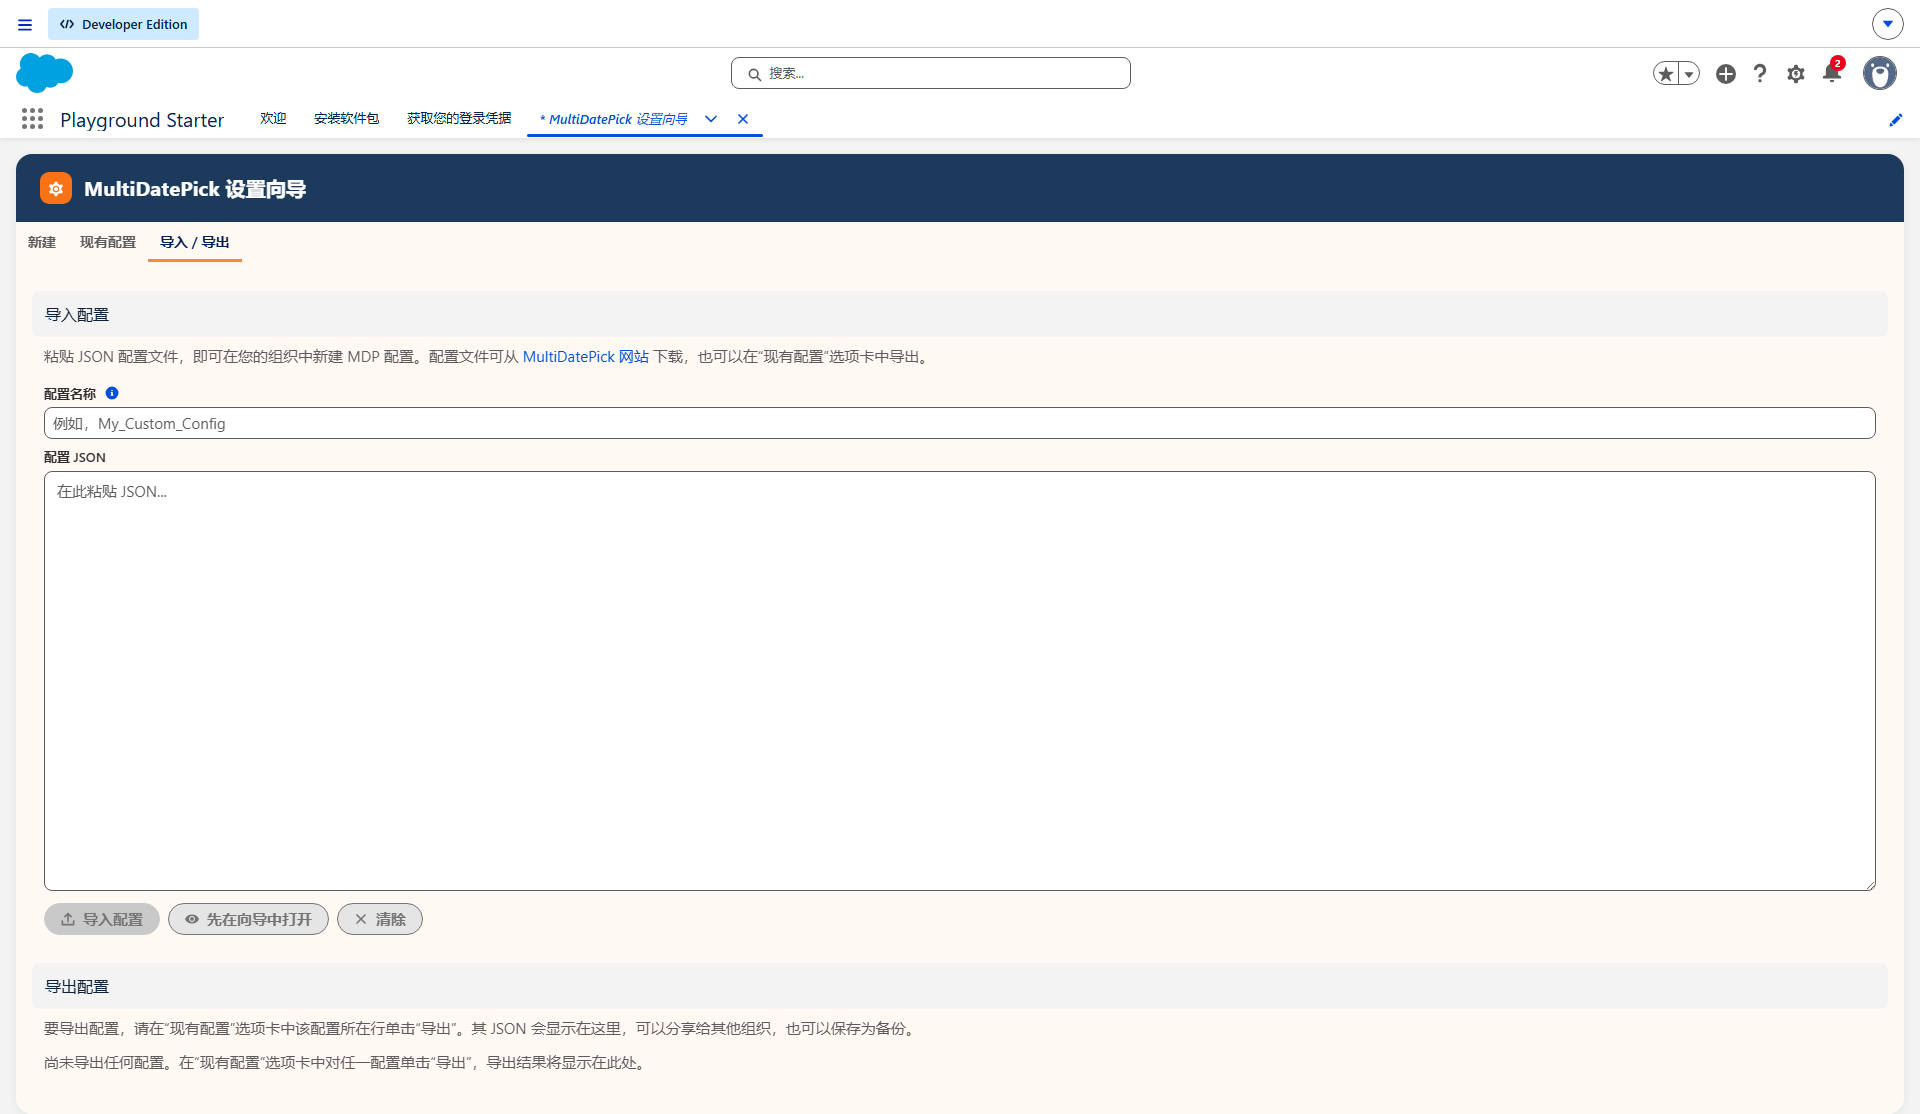 Developer Edition
搜索...
2
Playground Starter
欢迎
安装软件包
获取您的登录凭据
* MultiDatePick 设置向导
MultiDatePick 设置向导
新建
现有配置
导入 / 导出
导入配置
粘贴 JSON 配置文件，即可在您的组织中新建 MDP 配置。配置文件可从 MultiDatePick 网站 下载，也可以在“现有配置”选项卡中导出。
配置名称
例如，My_Custom_Config
配置 JSON
在此粘贴 JSON...
导入配置
先在向导中打开
清除
导出配置
要导出配置，请在“现有配置”选项卡中该配置所在行单击“导出”。其 JSON 会显示在这里，可以分享给其他组织，也可以保存为备份。
尚未导出任何配置。在“现有配置”选项卡中对任一配置单击“导出”，导出结果将显示在此处。